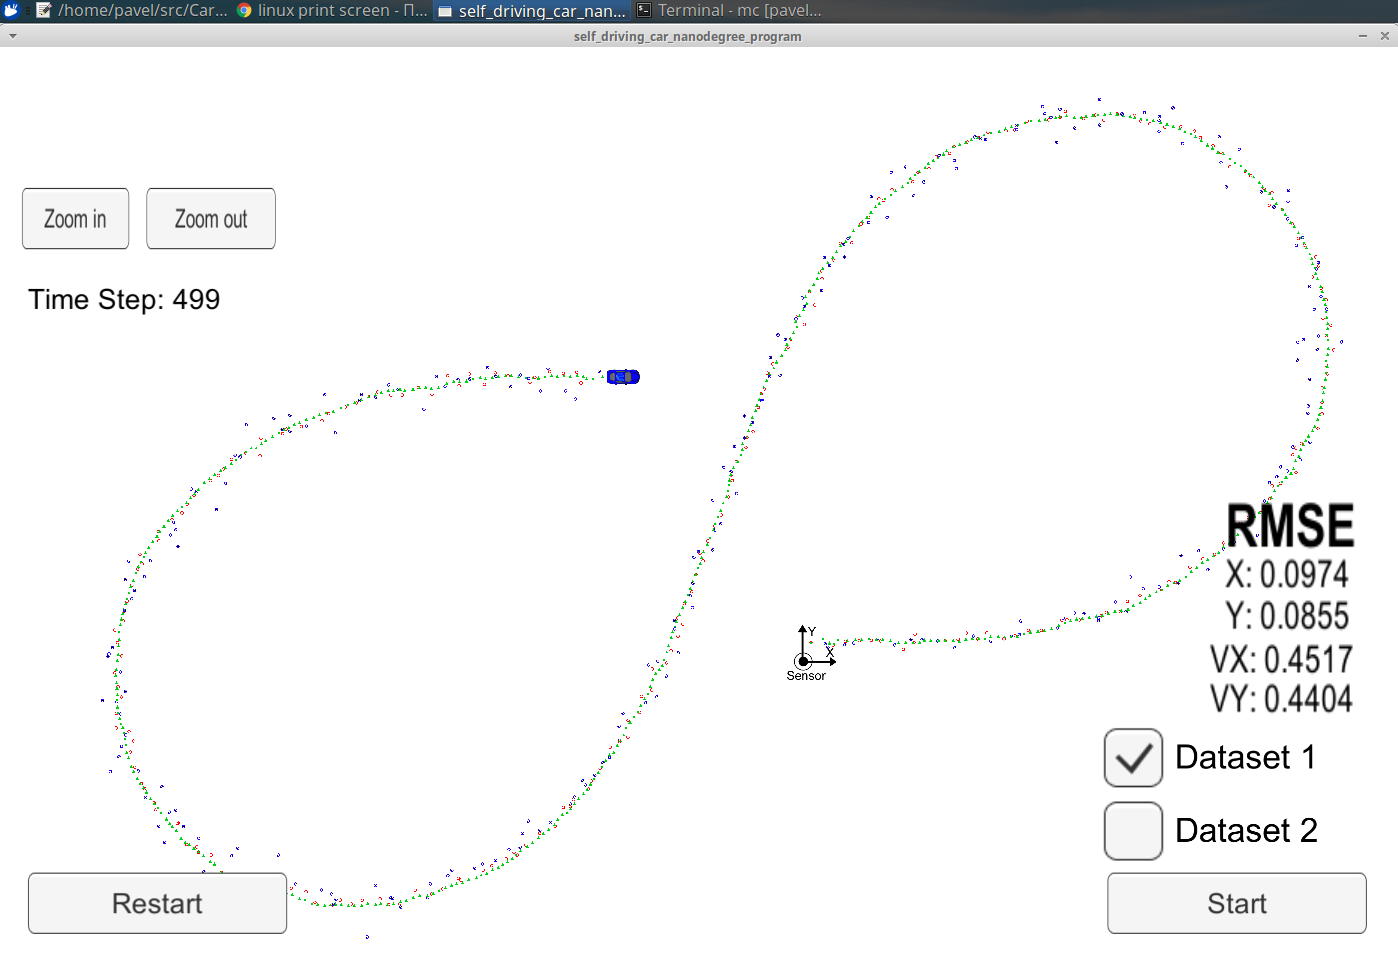 /home/pavel/src/Car...
linux print screen - П...
self_driving_car_nan...
Terminal - mc [pavel...
self_driving_car_nanodegree_program
Zoom in
Zoom out
Time Step: 499
RMSE
X: 0.0974
Y: 0.0855
VX: 0.4517
VY: 0.4404
Y
X
Sensor
Dataset 1
Dataset 2
Restart
Start